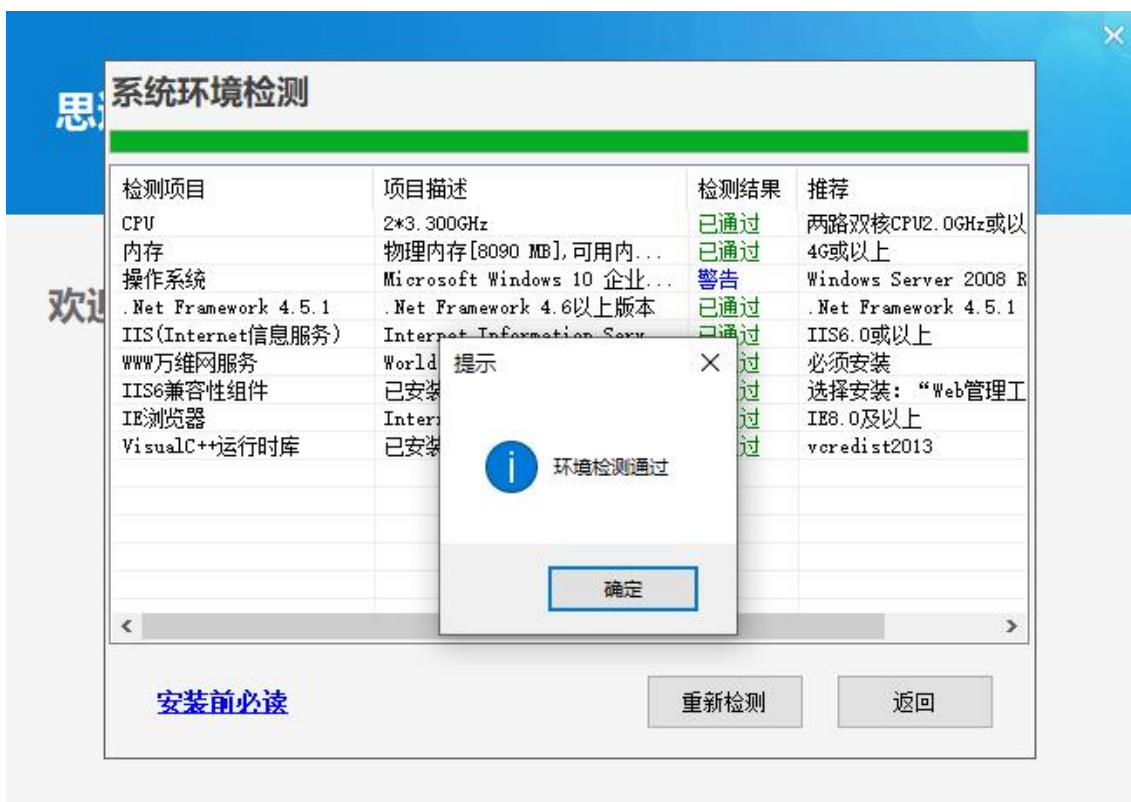 思
系统环境检测
检测项目 项目描述 检测结果 推荐
CPU 2*3.300GHz 已通过 两路双核CPU2.0GHz或以
内存 物理内存[8090 MB],可用内... 已通过 4G或以上
操作系统 Microsoft Windows 10 企业... 警告 Windows Server 2008 R
.Net Framework 4.5.1 .Net Framework 4.6以上版本 已通过 .Net Framework 4.5.1
欢迎
IIS(Internet信息服务) Internet Information Serv 已通过 IIS6.0或以上
WWW万维网服务 World 过 必须安装
IIS6兼容性组件 已安装 过 选择安装：“Web管理工
IE浏览器 Inter 过 IE8.0及以上
VisualC++运行时库 已安装 过 vcredist2013
提示
环境检测通过
确定
安装前必读 重新检测 返回